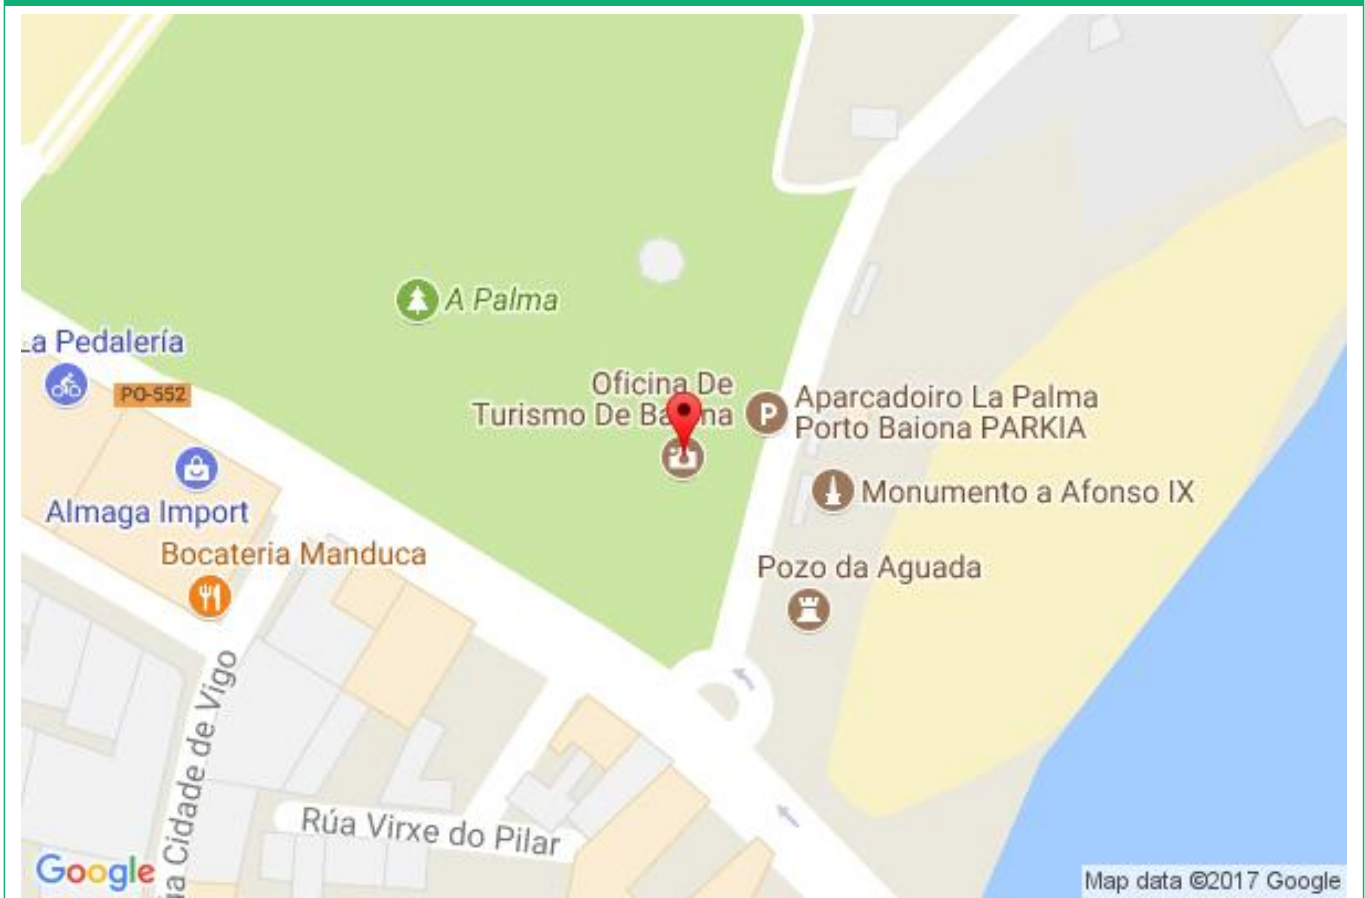 A Palma
La Pedalería
PO-552
Oficina De
Turismo De Ba na
P
Aparcadoiro La Palma
Porto Baiona PARKIA
Almaga Import
Monumento a Afonso IX
Bocateria Manduca
Pozo da Aguada
Rúa Cidade de Vigo
Rúa Virxe do Pilar
Google
Map data ©2017 Google